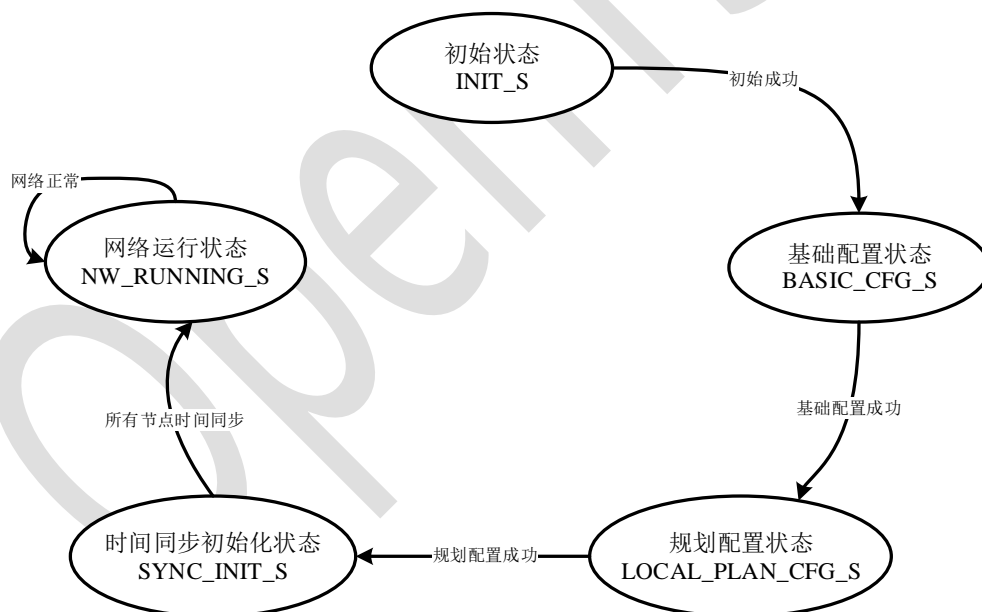 初始状态
INIT_S
初始成功
网络正常
网络运行状态
NW_RUNNING_S
基础配置状态
BASIC_CFG_S
所有节点时间同步
基础配置成功
时间同步初始化状态
SYNC_INIT_S
规划配置成功
规划配置状态
LOCAL_PLAN_CFG_S
Open